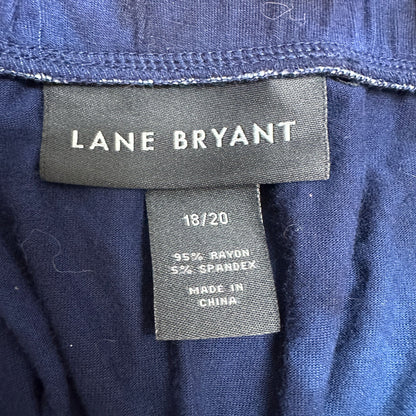 LANE BRYANT
18/20
95% RAYON
5% SPANDEX
MADE IN
CHINA